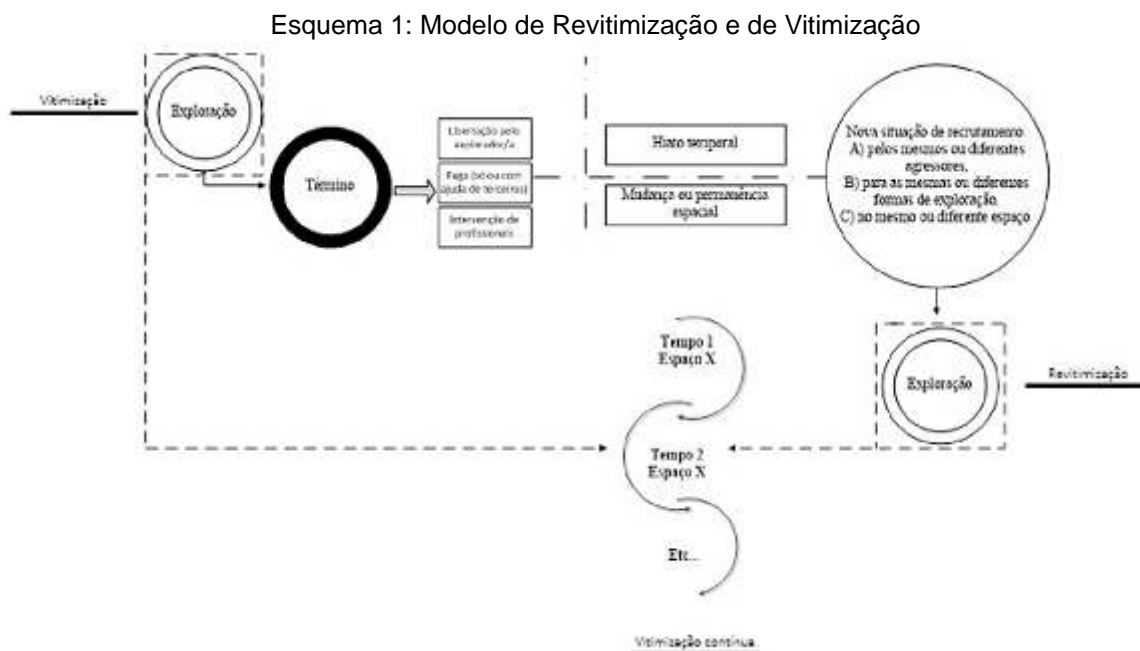 Esquema 1: Modelo de Revitimização e de Vitimização
Vitimização
Exploração
Término
Libertação pelo
explorador/a
Fuga (só ou com
ajuda de terceiros)
Intervenção de
profissionais
Hiato temporal
Mudança ou permanência
espacial
Nova situação de recrutamento
A) pelos mesmos ou diferentes
agressores,
B) para as mesmas ou diferentes
formas de exploração,
C) no mesmo ou diferente espaço
Exploração
Revitimização
Tempo 1
Espaço X
Tempo 2
Espaço X
Etc...
Vitimização contínua